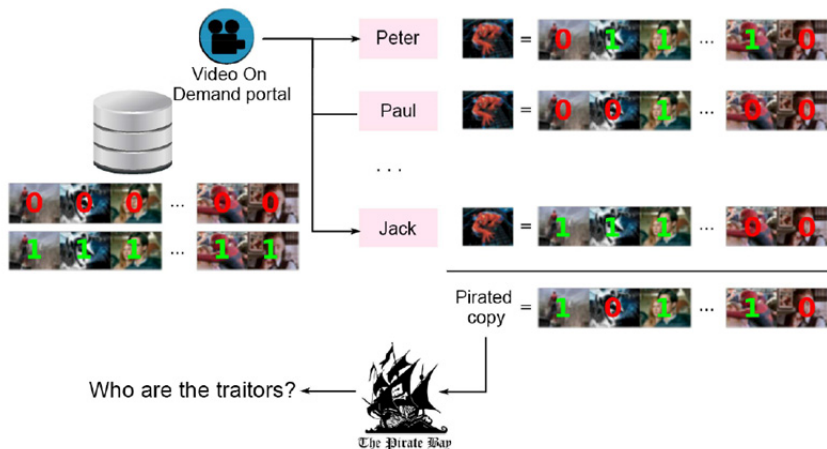 Video On
Demand portal
Peter
= 0 1 1 ... 1 0
Paul
= 0 0 1 ... 0 0
. . .
Jack
= 1 1 1 ... 0 0
0 0 0 ... 0 0
1 1 1 ... 1 1
Pirated
copy
= 1 0 1 ... 1 0
Who are the traitors?
The Pirate Bay